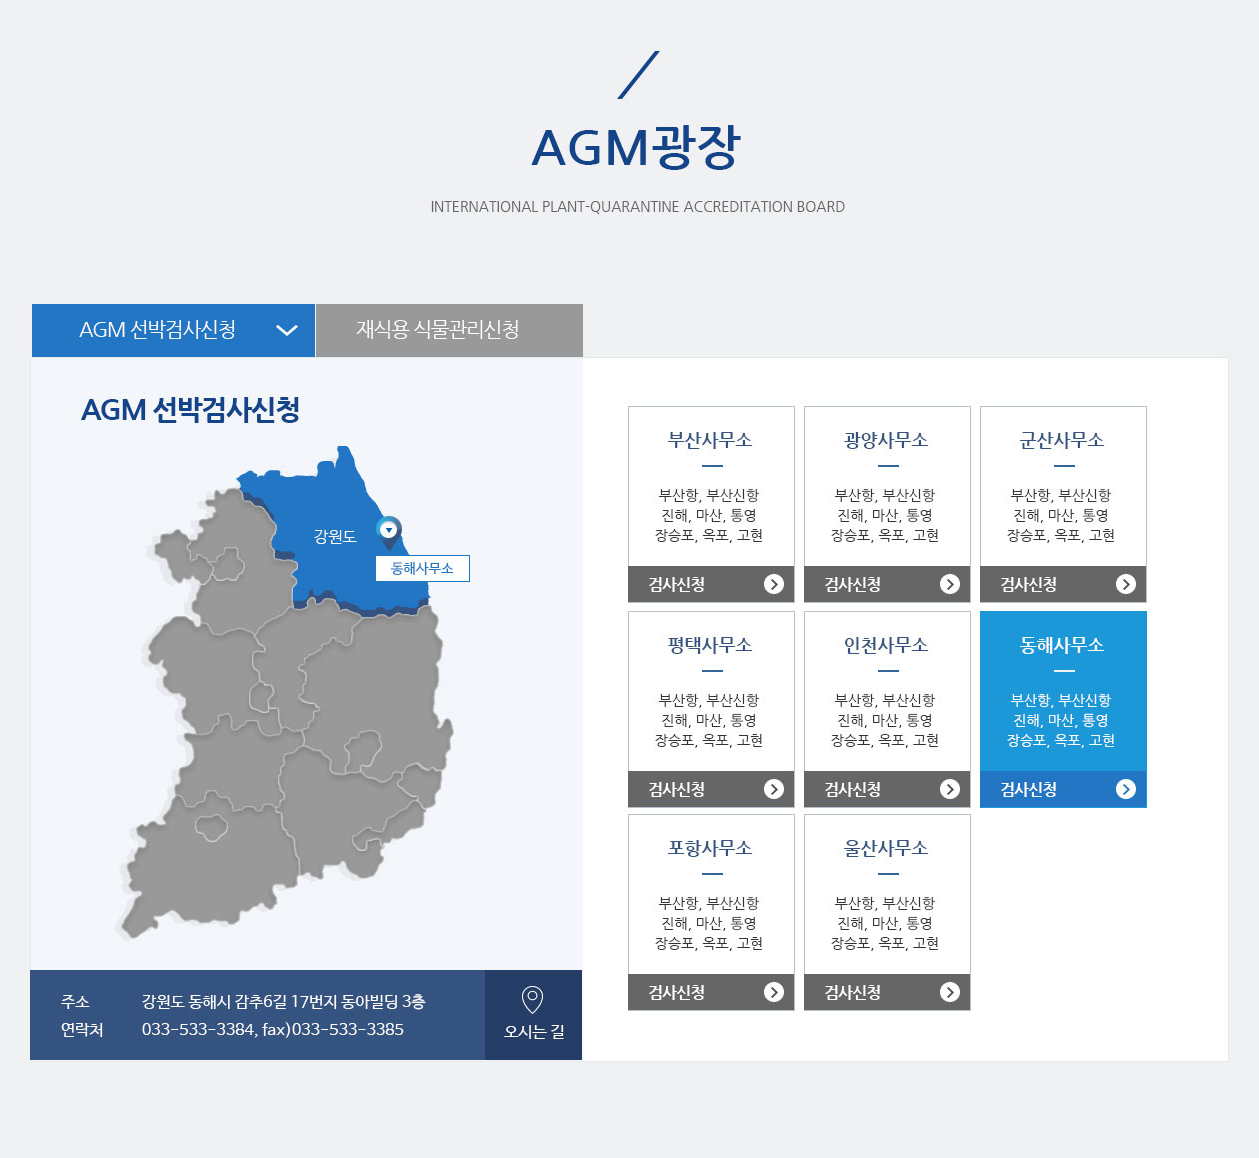 AGM광장
INTERNATIONAL PLANT-QUARANTINE ACCREDITATION BOARD
AGM 선박검사신청
재식용 식물관리신청
AGM 선박검사신청
강원도
동해사무소
주소 강원도 동해시 감추6길 17번지 동아빌딩 3층
연락처 033-533-3384, fax)033-533-3385
오시는 길
부산사무소
부산항, 부산신항
진해, 마산, 통영
장승포, 옥포, 고현
검사신청
광양사무소
부산항, 부산신항
진해, 마산, 통영
장승포, 옥포, 고현
검사신청
군산사무소
부산항, 부산신항
진해, 마산, 통영
장승포, 옥포, 고현
검사신청
평택사무소
부산항, 부산신항
진해, 마산, 통영
장승포, 옥포, 고현
검사신청
인천사무소
부산항, 부산신항
진해, 마산, 통영
장승포, 옥포, 고현
검사신청
동해사무소
부산항, 부산신항
진해, 마산, 통영
장승포, 옥포, 고현
검사신청
포항사무소
부산항, 부산신항
진해, 마산, 통영
장승포, 옥포, 고현
검사신청
울산사무소
부산항, 부산신항
진해, 마산, 통영
장승포, 옥포, 고현
검사신청